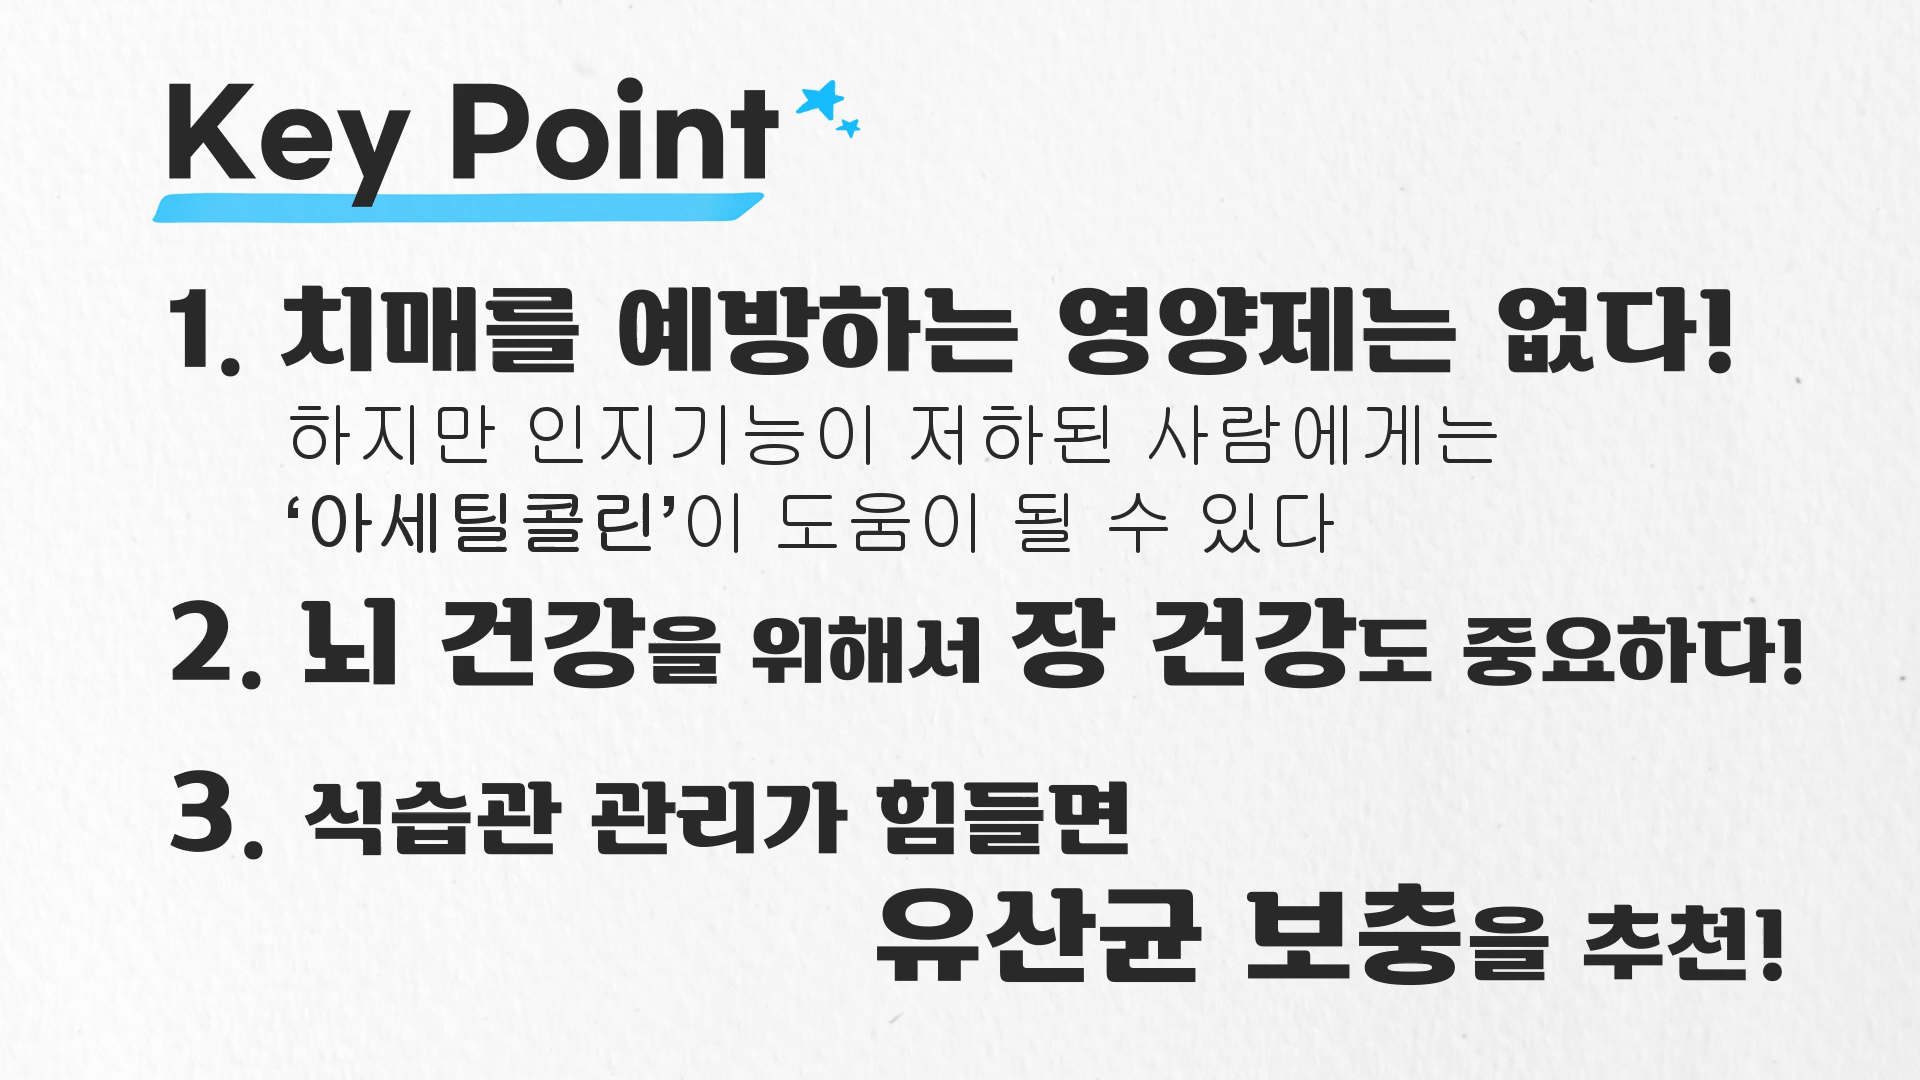 Key Point
1. 치매를 예방하는 영양제는 없다!
하지만 인지기능이 저하된 사람에게는
‘아세틸콜린’이 도움이 될 수 있다
2. 뇌 건강을 위해서 장 건강도 중요하다!
3. 식습관 관리가 힘들면
유산균 보충을 추천!